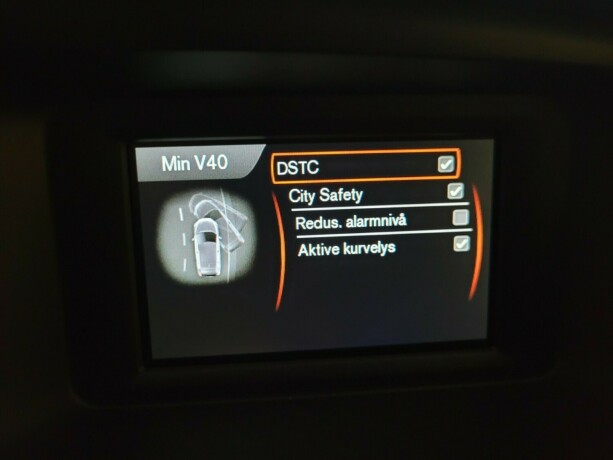 Min V40
DSTC
City Safety
Redus. alarmnivå
Aktive kurvelys